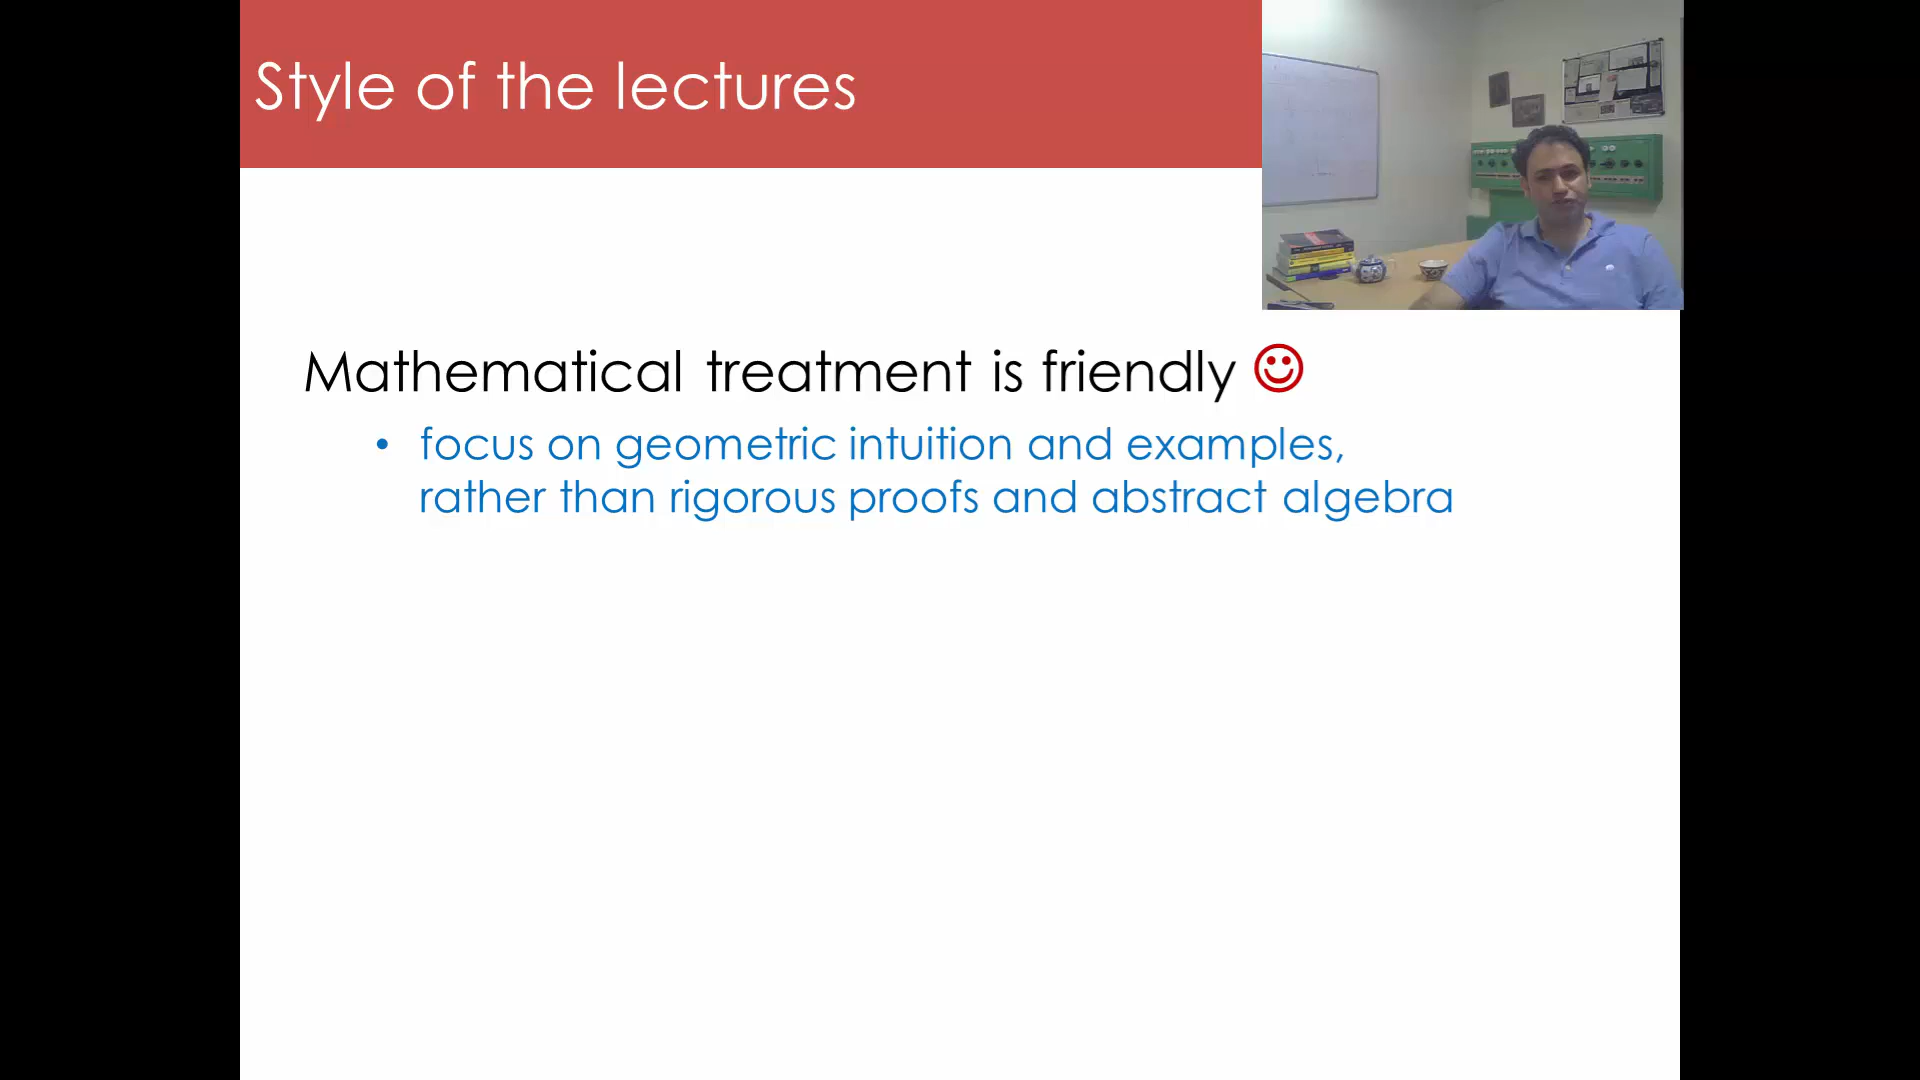 Style of the lectures
Mathematical treatment is friendly ☺
• focus on geometric intuition and examples,
rather than rigorous proofs and abstract algebra